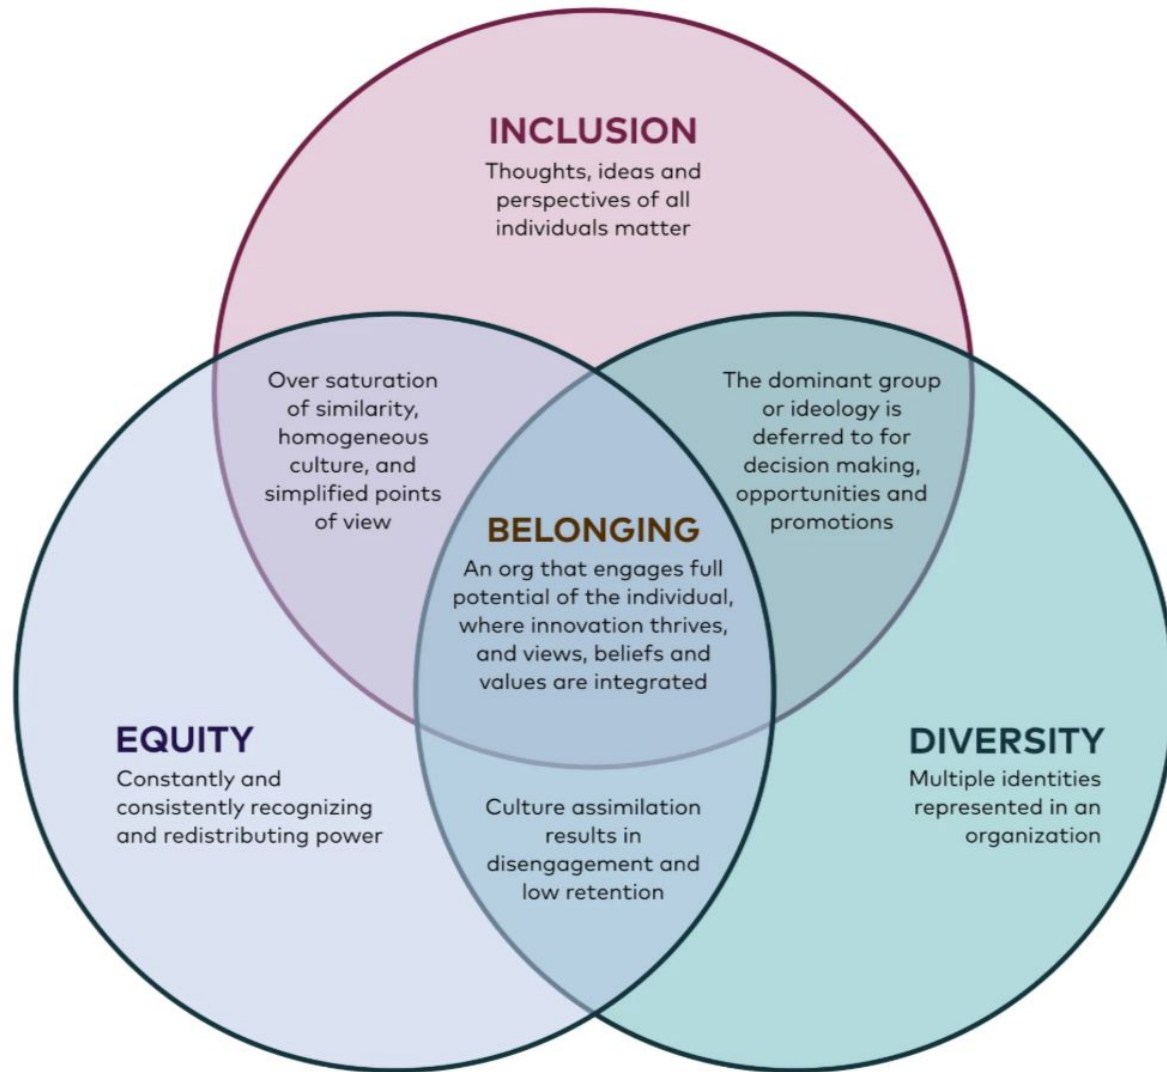 INCLUSION
Thoughts, ideas and
perspectives of all
individuals matter
Over saturation
of similarity,
homogeneous
culture, and
simplified points
of view
The dominant group
or ideology is
deferred to for
decision making,
opportunities and
promotions
BELONGING
An org that engages full
potential of the individual,
where innovation thrives,
and views, beliefs and
values are integrated
EQUITY
Constantly and
consistently recognizing
and redistributing power
DIVERSITY
Multiple identities
represented in an
organization
Culture assimilation
results in
disengagement and
low retention